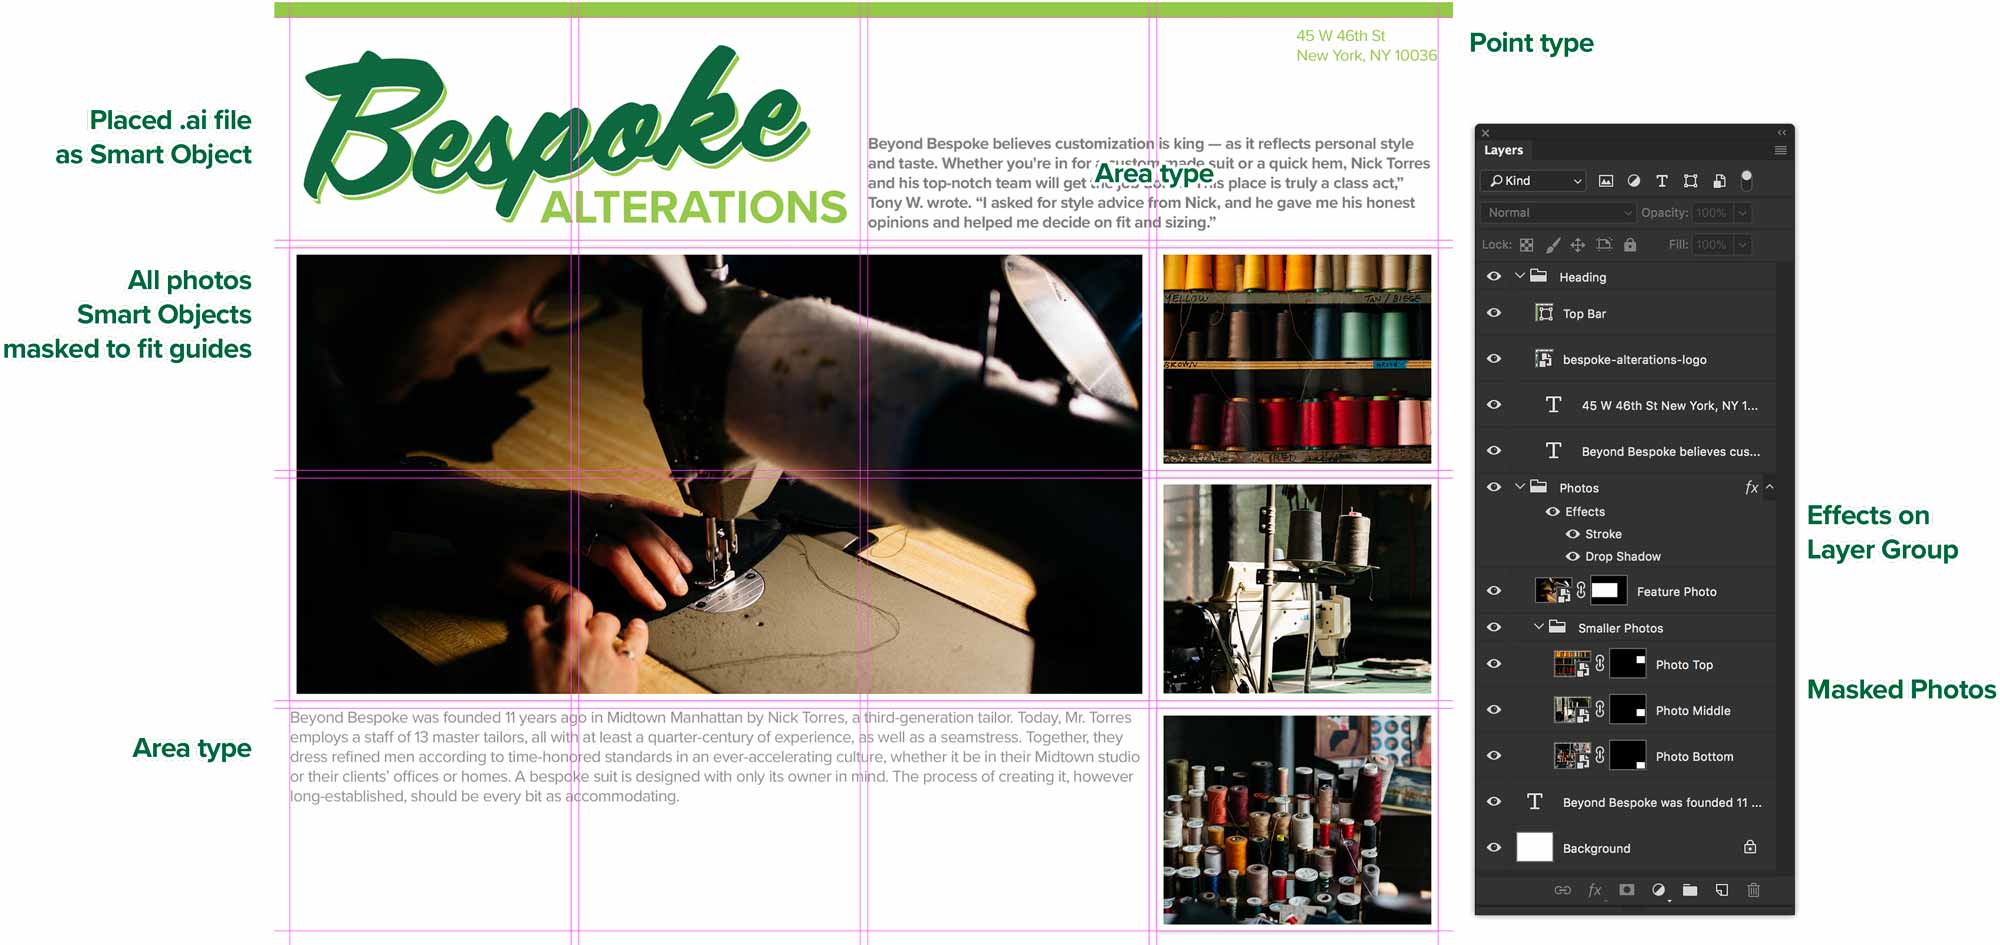 45 W 46th St
New York, NY 10036
Point type
Placed .ai file
as Smart Object
Bespoke
ALTERATIONS
Beyond Bespoke believes customization is king — as it reflects personal style
and taste. Whether you're in for a custom made suit or a quick hem, Nick Torres
and his top-notch team will get the job done. "This place is truly a class act,”
Tony W. wrote. “I asked for style advice from Nick, and he gave me his honest
opinions and helped me decide on fit and sizing.”
Area type
All photos
Smart Objects
masked to fit guides
YELLOW
TAN / BIEGE
BROWN
Area type
Beyond Bespoke was founded 11 years ago in Midtown Manhattan by Nick Torres, a third-generation tailor. Today, Mr. Torres
employs a staff of 13 master tailors, all with at least a quarter-century of experience, as well as a seamstress. Together, they
dress refined men according to time-honored standards in an ever-accelerating culture, whether it be in their Midtown studio
or their clients’ offices or homes. A bespoke suit is designed with only its owner in mind. The process of creating it, however
long-established, should be every bit as accommodating.
Layers
Kind
Normal
Opacity: 100%
Lock:
Fill: 100%
Heading
Top Bar
bespoke-alterations-logo
45 W 46th St New York, NY 1...
Beyond Bespoke believes cus...
Photos
fx
Effects
Stroke
Drop Shadow
Feature Photo
Smaller Photos
Photo Top
Photo Middle
Photo Bottom
Beyond Bespoke was founded 11 ...
Background
fx
Effects on
Layer Group
Masked Photos